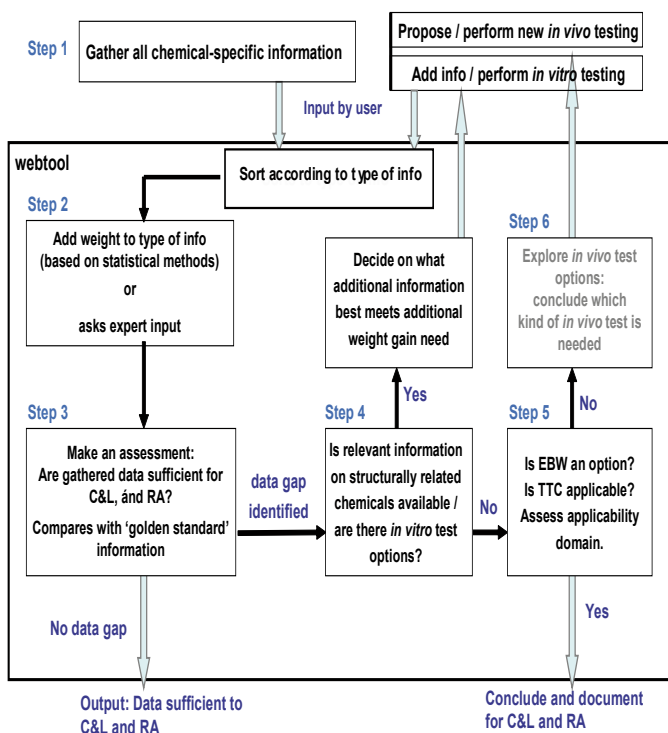 Step 1
Gather all chemical-specific information
Propose / perform new in vivo testing
Add info / perform in vitro testing
Input by user
webtool
Sort according to type of info
Step 2
Add weight to type of info
(based on statistical methods)
or
asks expert input
Decide on what
additional information
best meets additional
weight gain need
Step 6
Explore in vivo test
options:
conclude which
kind of in vivo test is
needed
Step 3
Make an assessment:
Are gathered data sufficient for
C&L, ánd RA?
Compares with ‘golden standard’
information
data gap
identified
Step 4
Yes
Is relevant information
on structurally related
chemicals available /
are there in vitro test
options?
No
Step 5
No
Is EBW an option?
Is TTC applicable?
Assess applicability
domain.
No data gap
Yes
Output: Data sufficient to
C&L and RA
Conclude and document
for C&L and RA